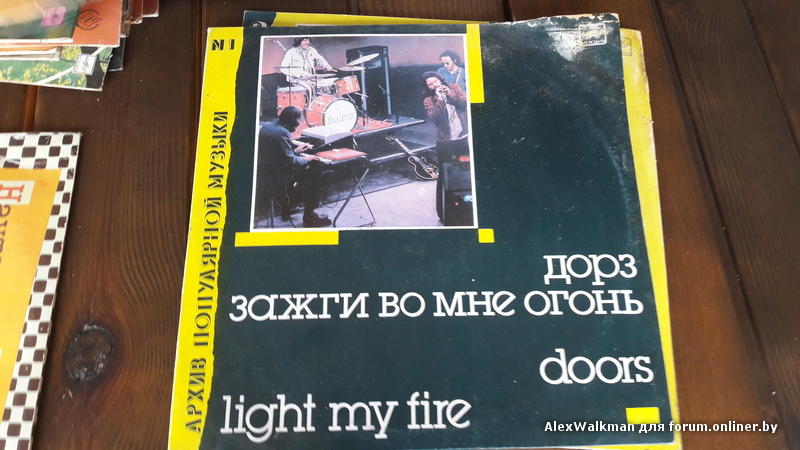 №1
АРХИВ ПОПУЛЯРНОЙ МУЗЫКИ
дорз
зажги во мне огонь
doors
light my fire
AlexWalkman для forum.onliner.by